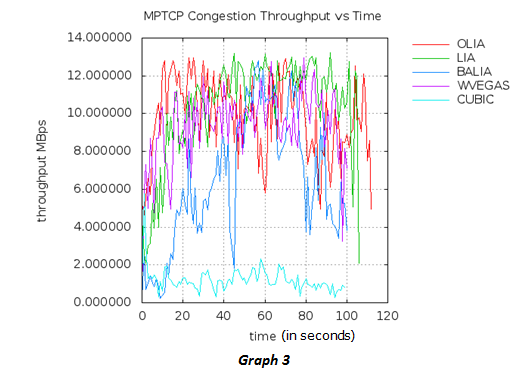 MPTCP Congestion Throughput vs Time
14.000000
12.000000
10.000000
8.000000
6.000000
4.000000
2.000000
0.000000
throughput MBps
0 20 40 60 80 100 120
time (in seconds)
OLIA
LIA
BALIA
WVEGAS
CUBIC
Graph 3